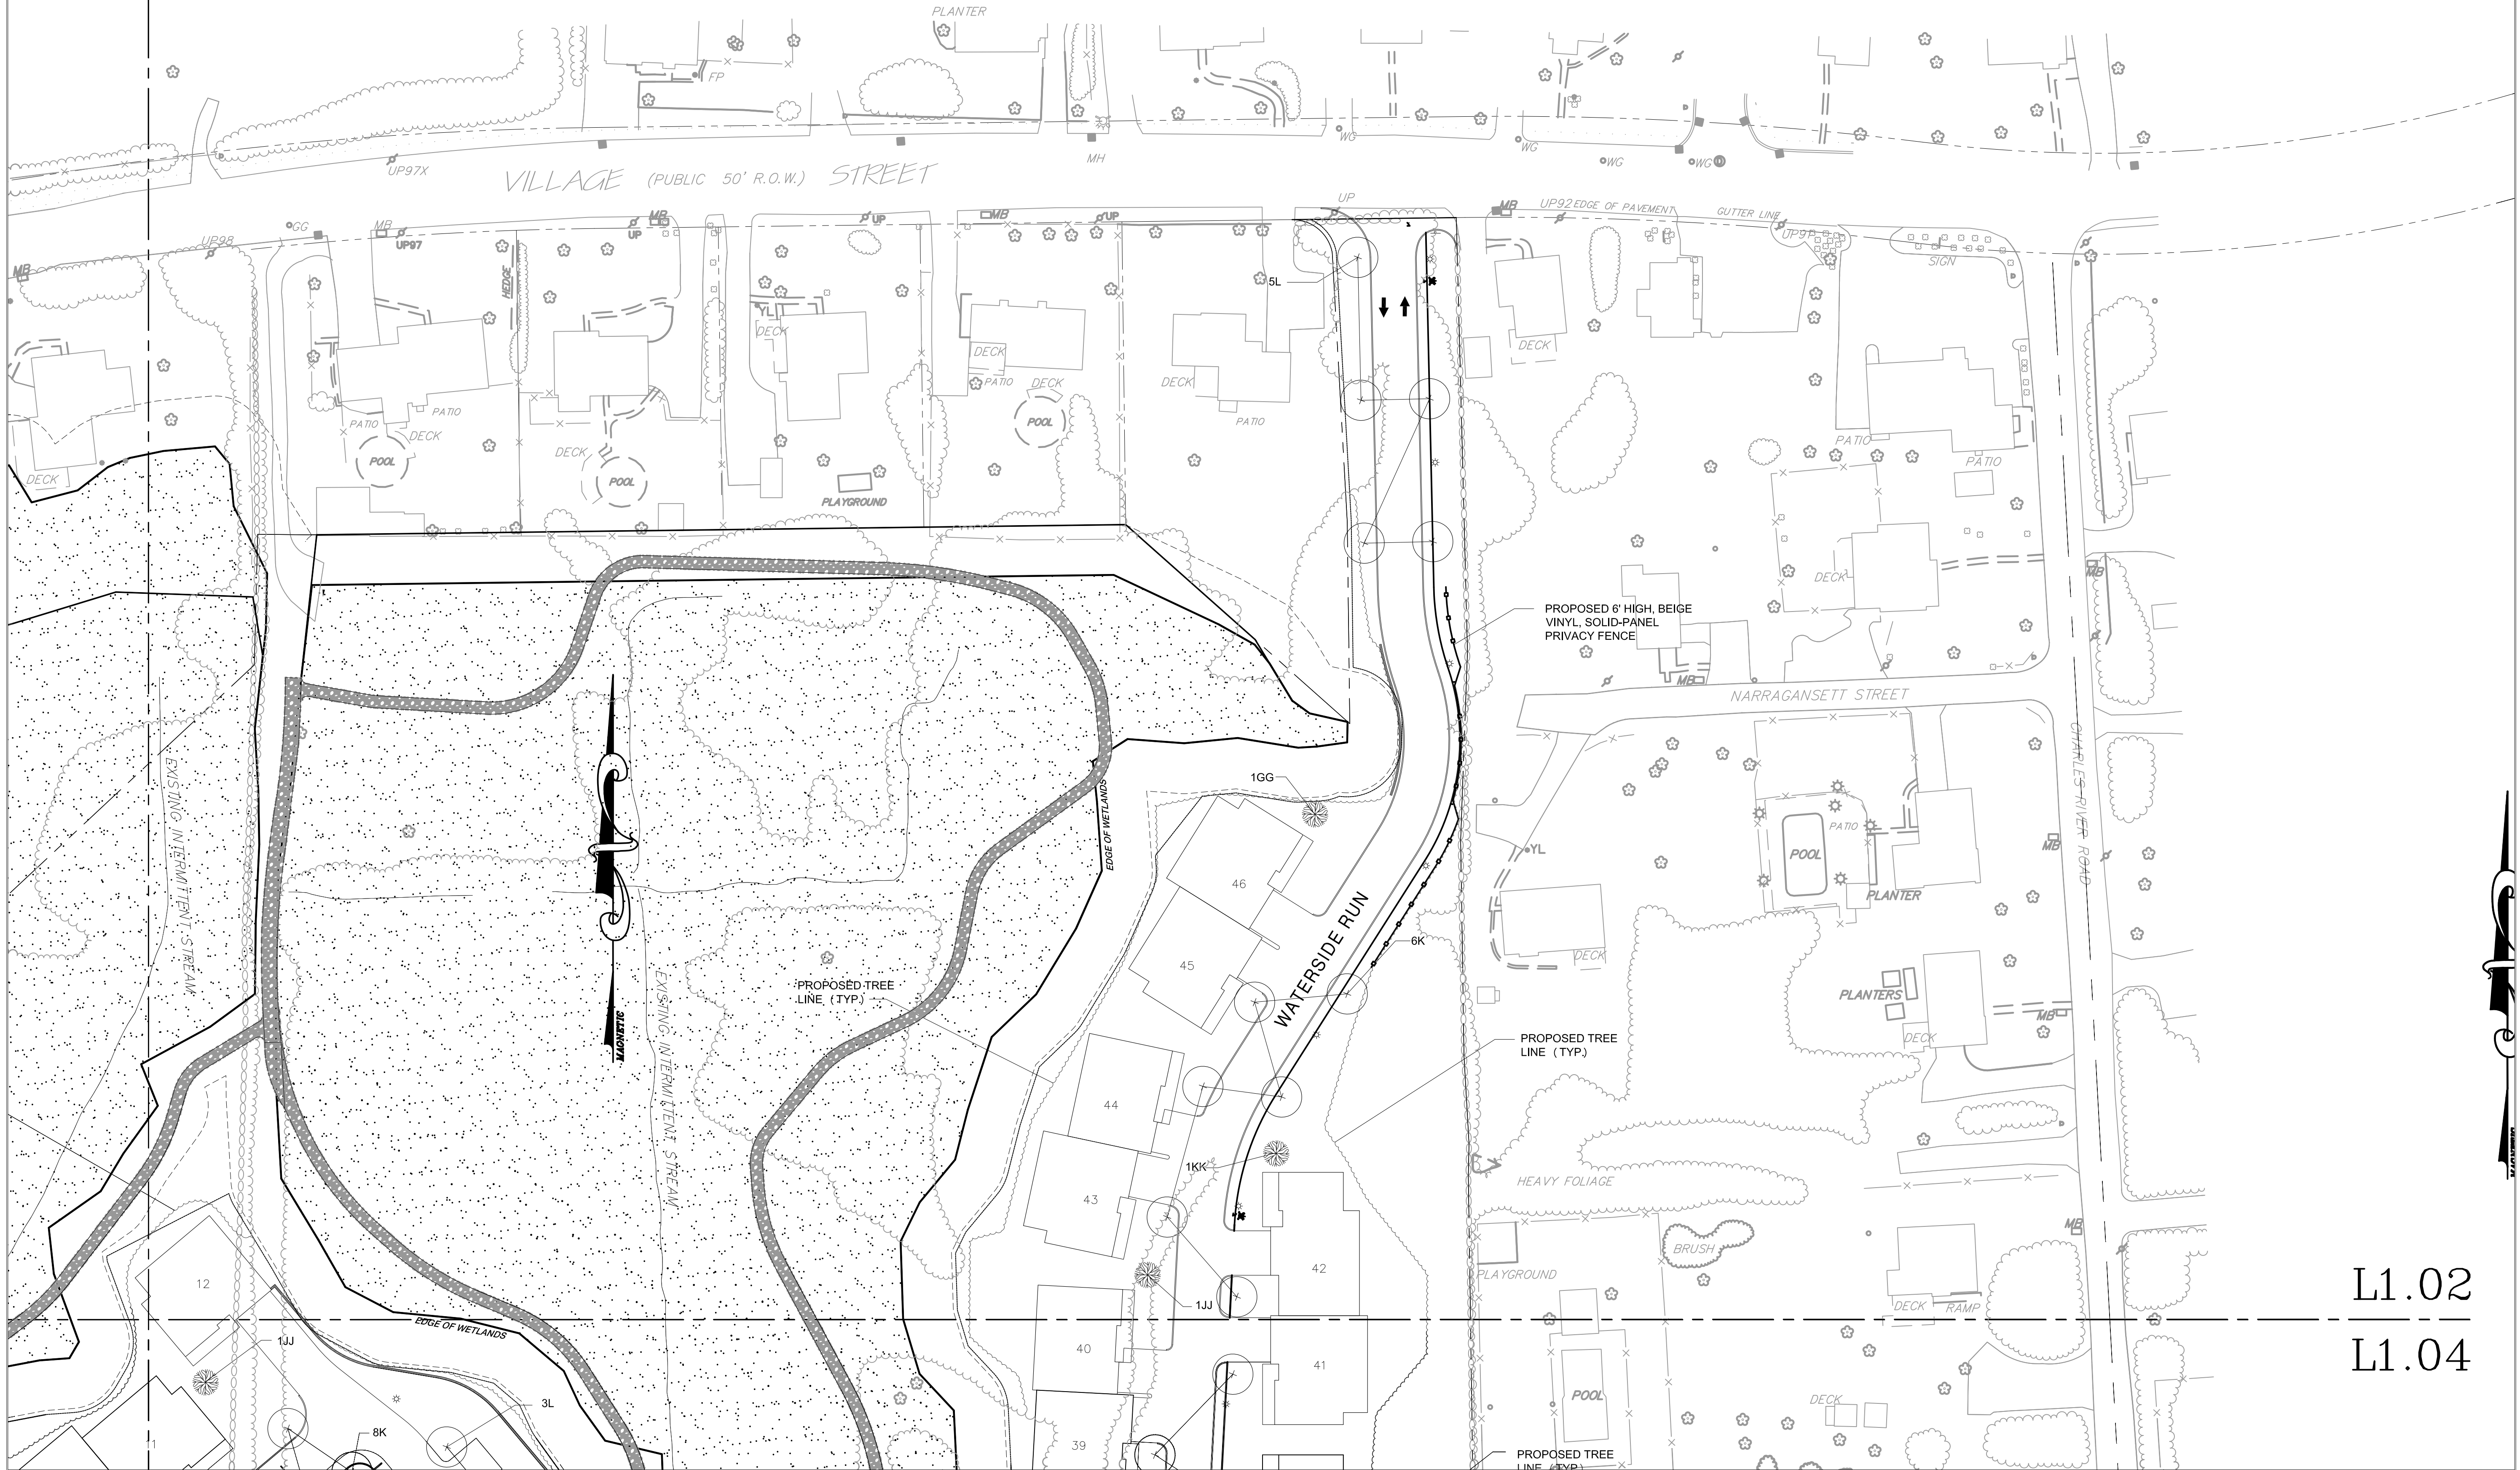 PLANTER
FP
UP97X
VILLAGE (PUBLIC 50' R.O.W.) STREET
MH
WG
WG
WG
WG
UP98
GG
MB
MB
UP97
UP
MB
UP
MB
UP
UP
MB
UP92
EDGE OF PAVEMENT
GUTTER LINE
UP91
SIGN
HEDGE
YL
DECK
5L
DECK
DECK
PATIO
DECK
DECK
PATIO
PATIO
DECK
POOL
DECK
POOL
POOL
PATIO
PLAYGROUND
DECK
PATIO
PATIO
DECK
MB
PROPOSED 6' HIGH, BEIGE
VINYL, SOLID-PANEL
PRIVACY FENCE
MB
NARRAGANSETT STREET
CHARLES RIVER ROAD
EXISTING INTERMITTENT STREAM
EDGE OF WETLANDS
1GG
46
45
WATERSIDE RUN
6K
YL
DECK
PATIO
POOL
PLANTER
MB
PLANTERS
MB
DECK
MAGNETIC
EXISTING INTERMITTENT STREAM
PROPOSED TREE
LINE (TYP.)
PROPOSED TREE
LINE (TYP.)
44
43
1KK
HEAVY FOLIAGE
BRUSH
PLAYGROUND
MB
12
42
1JJ
DECK
RAMP
L1.02
EDGE OF WETLANDS
1JJ
40
41
L1.04
POOL
DECK
3L
8K
39
PROPOSED TREE
LINE (TYP.)